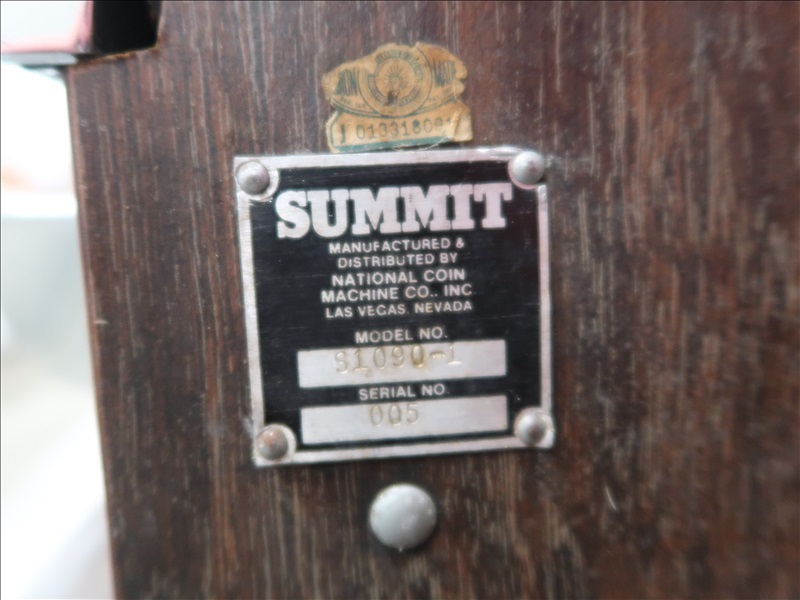 J 013318091
SUMMIT
MANUFACTURED &
DISTRIBUTED BY
NATIONAL COIN
MACHINE CO., INC.
LAS VEGAS, NEVADA
MODEL NO.
S1090-1
SERIAL NO.
005